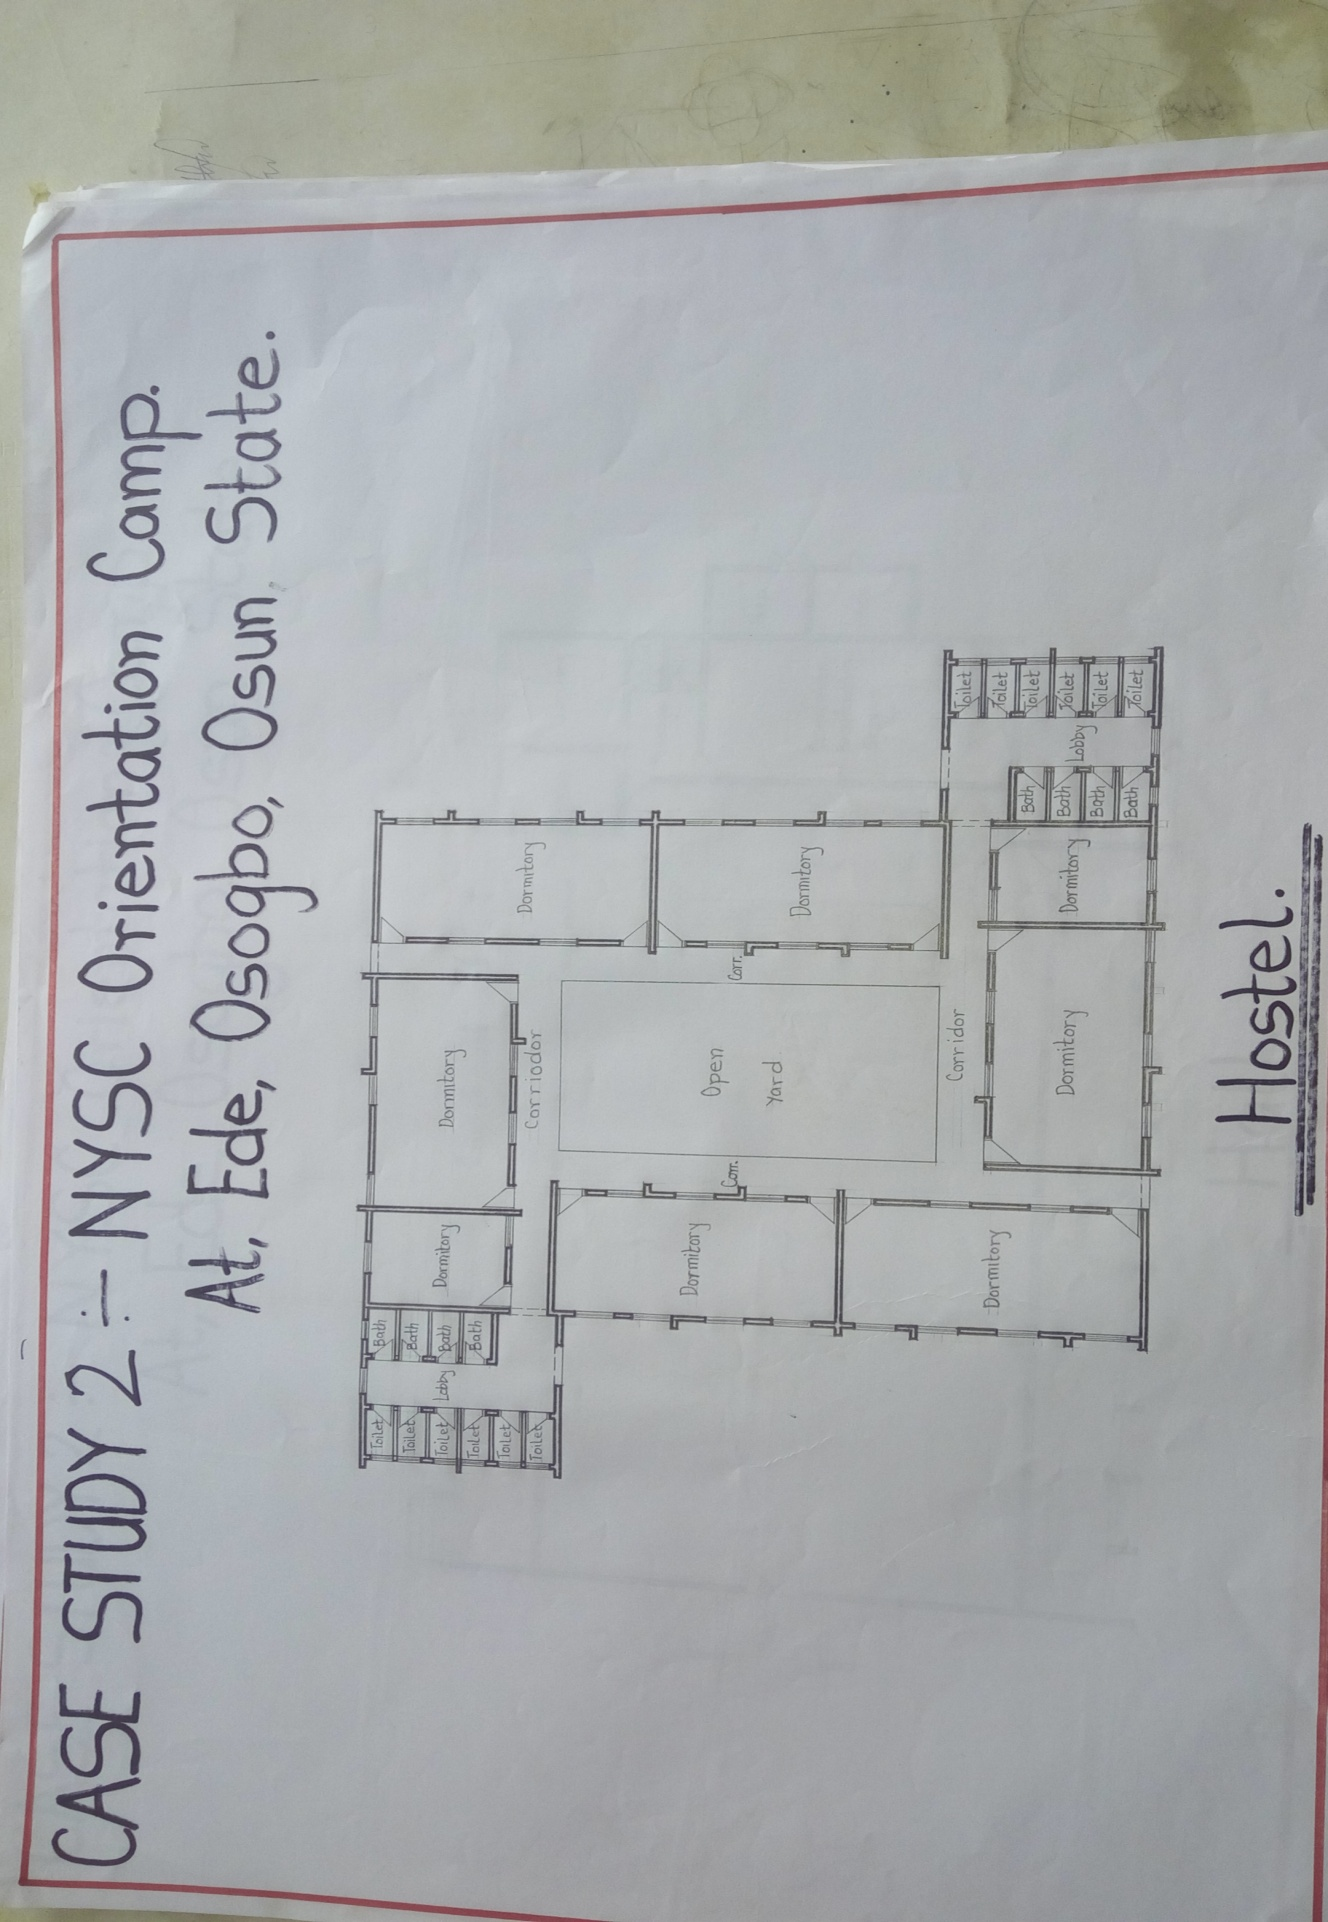 CASE STUDY 2 :- NYSC Orientation Camp.
At, Ede, Osogbo, Osun, State.
Toilet Bath
Toilet Bath
Toilet Lobby Bath Dormitory Dormitory
Toilet Bath
Toilet
Toilet Corriodor Dormitory
Dormitory
Open
Corr. Corr.
Yard
Dormitory
Corridor Toilet
Dormitory Toilet
Bath Toilet
Dormitory Dormitory Bath Lobby Toilet
Bath Toilet
Bath Toilet
Hostel.